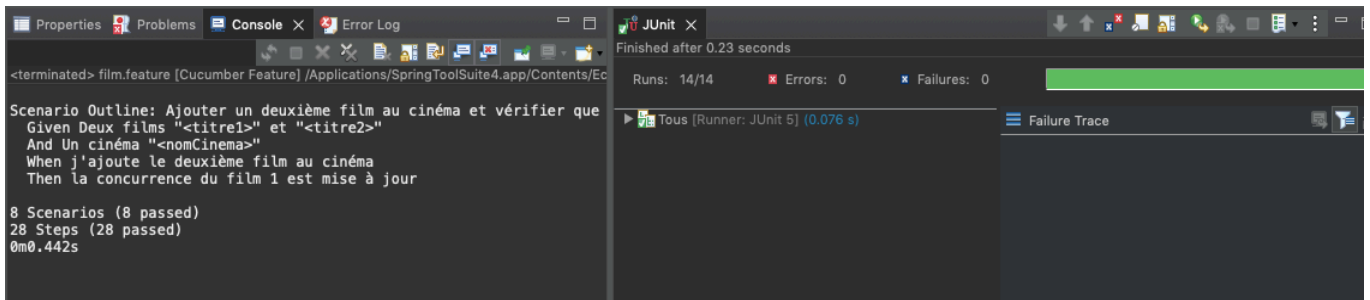 Properties Problems Console Error Log
<terminated> film.feature [Cucumber Feature] /Applications/SpringToolSuite4.app/Contents/Ec
Scenario Outline: Ajouter un deuxième film au cinéma et vérifier que
Given Deux films "<titre1>" et "<titre2>"
And Un cinéma "<nomCinema>"
When j'ajoute le deuxième film au cinéma
Then la concurrence du film 1 est mise à jour
8 Scenarios (8 passed)
28 Steps (28 passed)
0m0.442s
JUnit
Finished after 0.23 seconds
Runs: 14/14 Errors: 0 Failures: 0
Tous [Runner: JUnit 5] (0.076 s)
Failure Trace